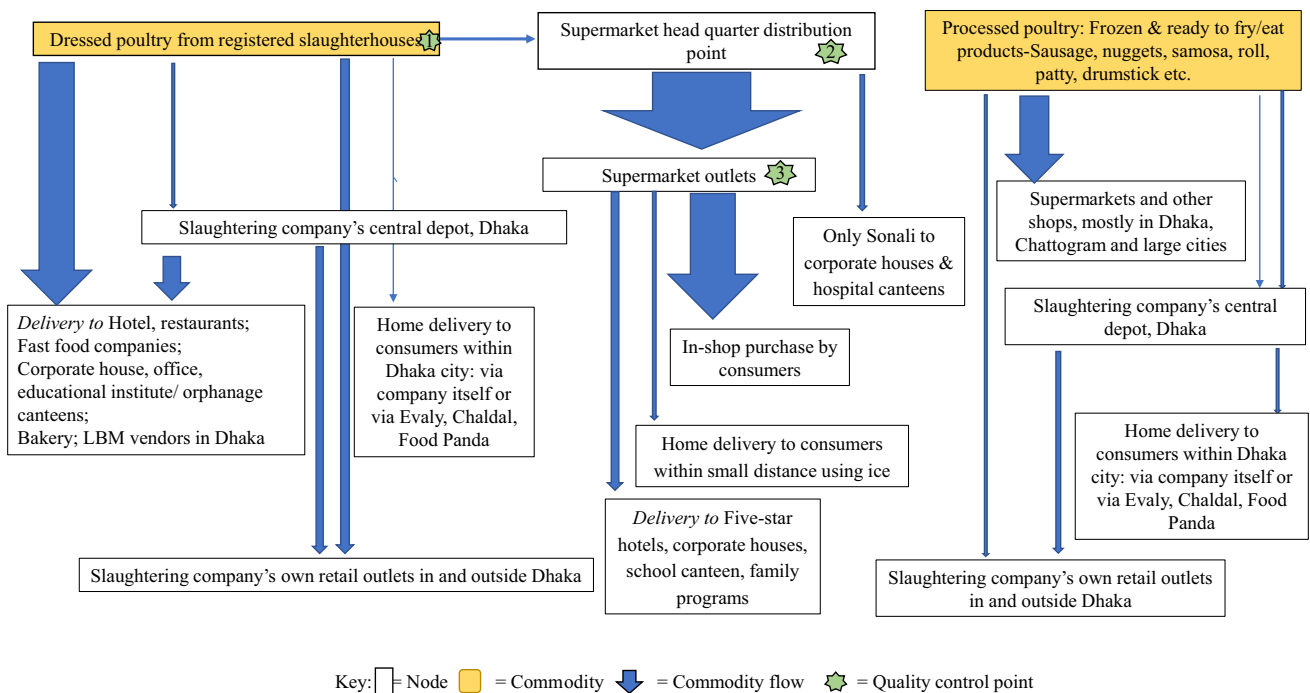 Dressed poultry from registered slaughterhouses
1
Supermarket head quarter distribution
point
2
Processed poultry: Frozen & ready to fry/eat
products-Sausage, nuggets, samosa, roll,
patty, drumstick etc.
Supermarket outlets
3
Slaughtering company's central depot, Dhaka
Only Sonali to
corporate houses &
hospital canteens
Supermarkets and other
shops, mostly in Dhaka,
Chattogram and large cities
Delivery to Hotel, restaurants;
Fast food companies;
Corporate house, office,
educational institute/ orphanage
canteens;
Bakery; LBM vendors in Dhaka
Home delivery to
consumers within
Dhaka city: via
company itself or
via Evaly, Chaldal,
Food Panda
In-shop purchase by
consumers
Slaughtering company's central
depot, Dhaka
Home delivery to consumers
within small distance using ice
Home delivery to
consumers within Dhaka
city: via company itself or
via Evaly, Chaldal, Food
Panda
Delivery to Five-star
hotels, corporate houses,
school canteen, family
programs
Slaughtering company's own retail outlets in and outside Dhaka
Slaughtering company's own retail outlets
in and outside Dhaka
Key: = Node = Commodity = Commodity flow = Quality control point